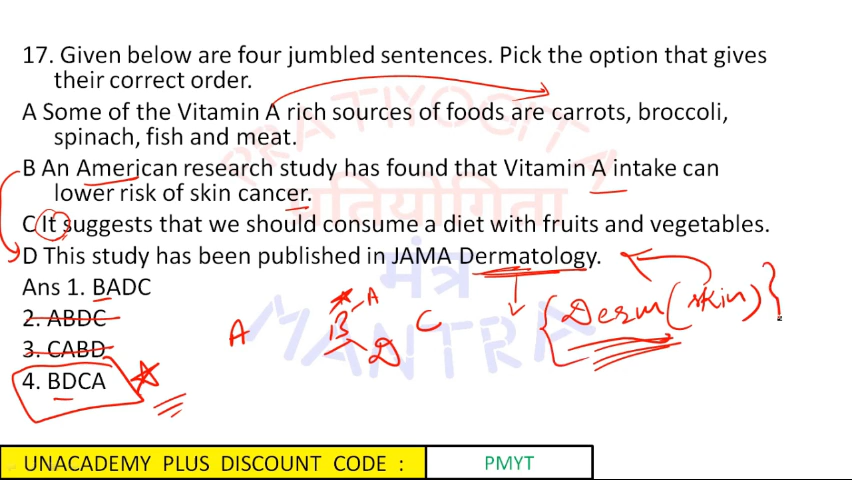 17. Given below are four jumbled sentences. Pick the option that gives
their correct order.
A Some of the Vitamin A rich sources of foods are carrots, broccoli,
spinach, fish and meat.
B An American research study has found that Vitamin A intake can
lower risk of skin cancer.
C It suggests that we should consume a diet with fruits and vegetables.
D This study has been published in JAMA Dermatology.
Ans 1. BADC
2. ABDC
3. CABD
4. BDCA
A B A D C
{Derm (skin)}
PRATIYOGITA
प्रतियोगिता
मंत्र
MANTRA
UNACADEMY PLUS DISCOUNT CODE : PMYT